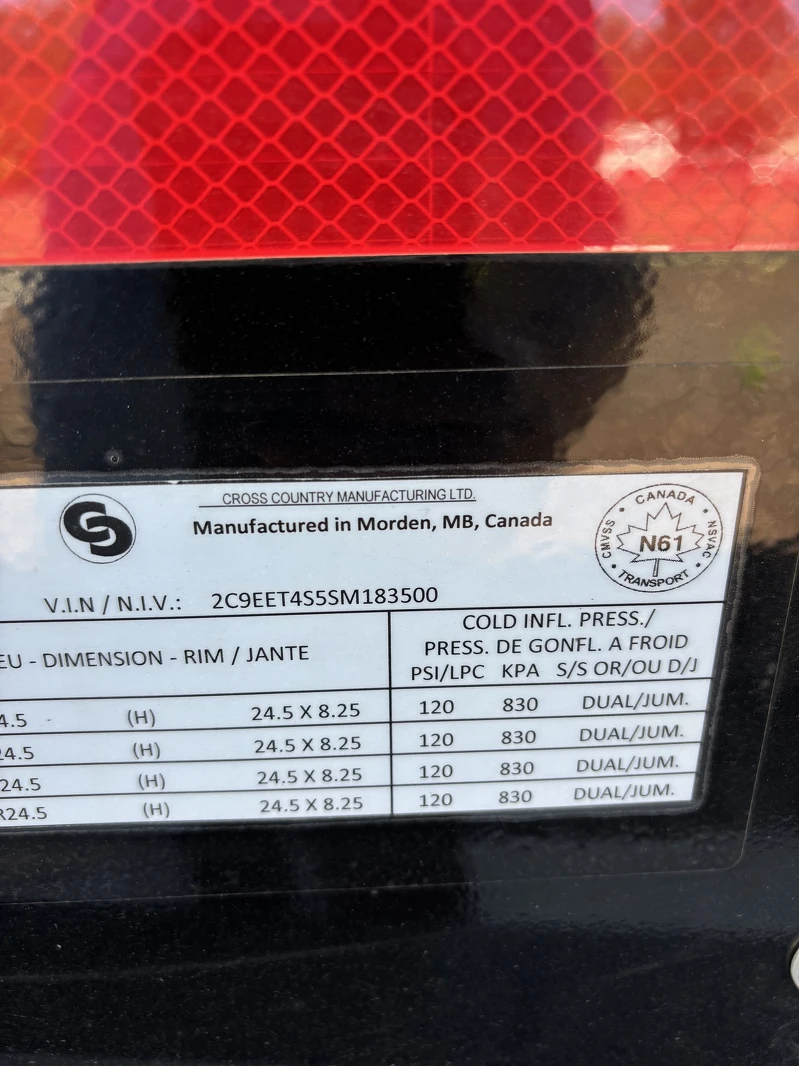 CROSS COUNTRY MANUFACTURING LTD.
Manufactured in Morden, MB, Canada
CANADA
CMVSS
N61
NSVAC
TRANSPORT
V.I.N / N.I.V.: 2C9EET4S5SM183500
EU - DIMENSION - RIM / JANTE
COLD INFL. PRESS./
PRESS. DE GONFL. A FROID
PSI/LPC KPA S/S OR/OU D/J
4.5 (H) 24.5 X 8.25 120 830 DUAL/JUM.
24.5 (H) 24.5 X 8.25 120 830 DUAL/JUM.
24.5 (H) 24.5 X 8.25 120 830 DUAL/JUM.
R24.5 (H) 24.5 X 8.25 120 830 DUAL/JUM.